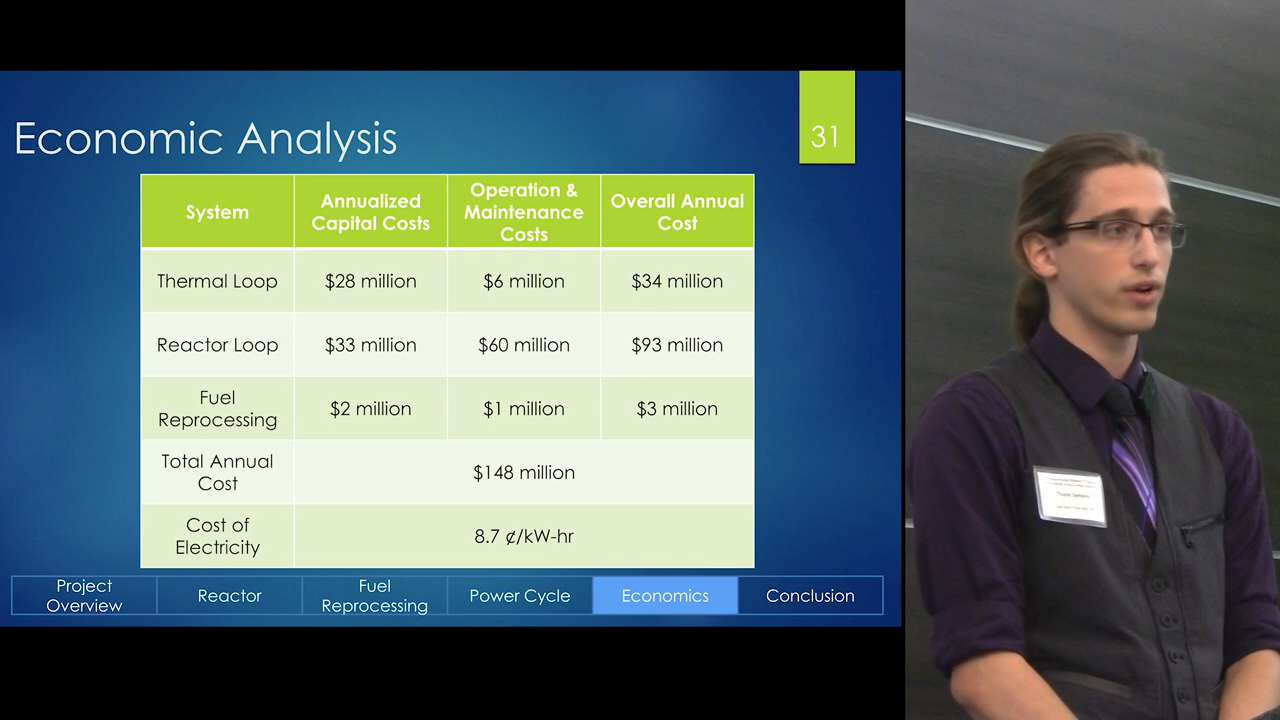 Economic Analysis
31
System
Annualized
Capital Costs
Operation &
Maintenance
Costs
Overall Annual
Cost
Thermal Loop
$28 million
$6 million
$34 million
Reactor Loop
$33 million
$60 million
$93 million
Fuel
Reprocessing
$2 million
$1 million
$3 million
Total Annual
Cost
$148 million
Cost of
Electricity
8.7 ¢/kW-hr
Project
Overview
Reactor
Fuel
Reprocessing
Power Cycle
Economics
Conclusion